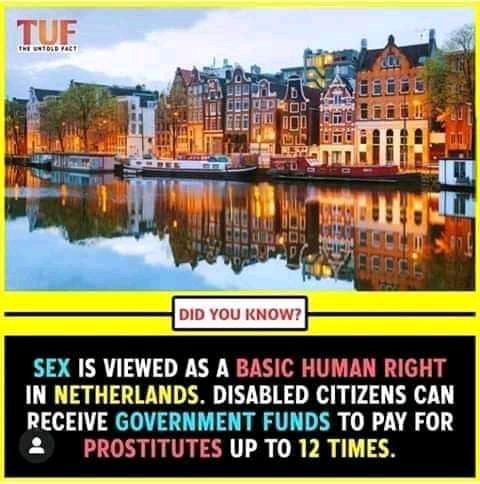 TUF
THE UNTOLD FACT
DID YOU KNOW?
SEX IS VIEWED AS A BASIC HUMAN RIGHT
IN NETHERLANDS. DISABLED CITIZENS CAN
RECEIVE GOVERNMENT FUNDS TO PAY FOR
PROSTITUTES UP TO 12 TIMES.